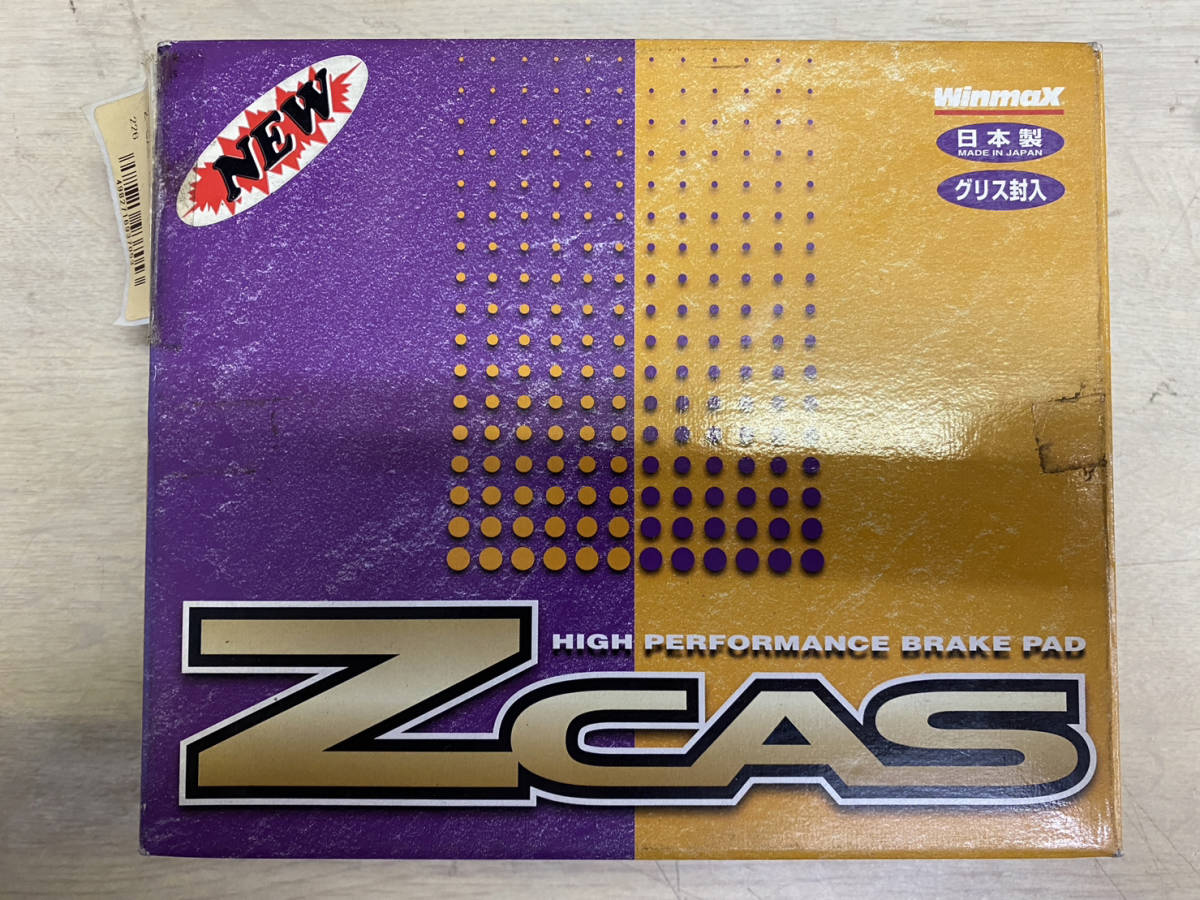 NEW
Winmax
日本製
MADE IN JAPAN
グリス封入
HIGH PERFORMANCE BRAKE PAD
ZCAS